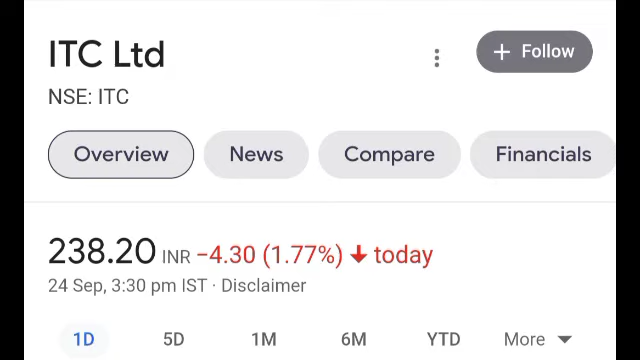 ITC Ltd
+ Follow
NSE: ITC
Overview News Compare Financials
238.20 INR −4.30 (1.77%) ↓ today
24 Sep, 3:30 pm IST · Disclaimer
1D 5D 1M 6M YTD More